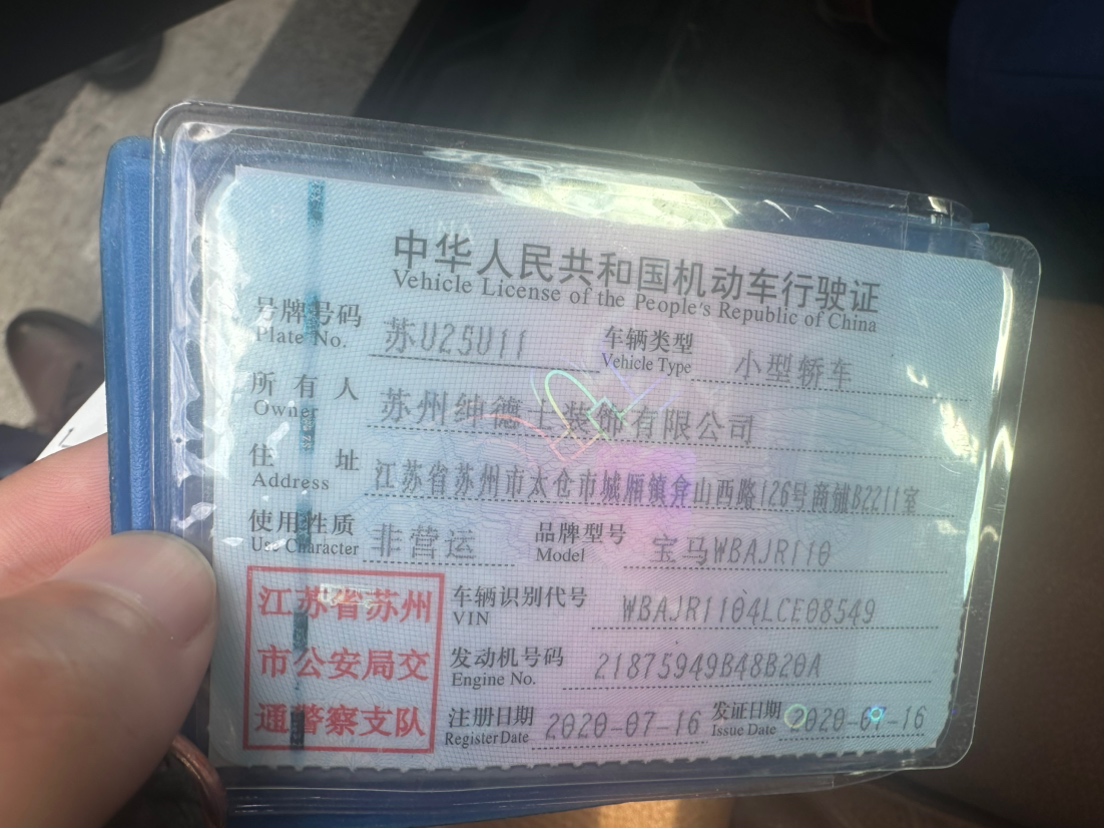 中华人民共和国机动车行驶证
Vehicle License of the People's Republic of China
号牌号码 苏U25U11 车辆类型 小型轿车
Plate No. Vehicle Type
所有人 苏州绅德士装饰有限公司
Owner
住址 江苏省苏州市太仓市城厢镇弇山西路126号商铺B2211室
Address
使用性质 非营运 品牌型号 宝马WBAJR110
Use Character Model
江苏省苏州
市公安局交
通警察支队
车辆识别代号 WBAJR1104LCE08549
VIN
发动机号码 21875949B48B20A
Engine No.
注册日期 2020-07-16 发证日期 2020-07-16
Register Date Issue Date